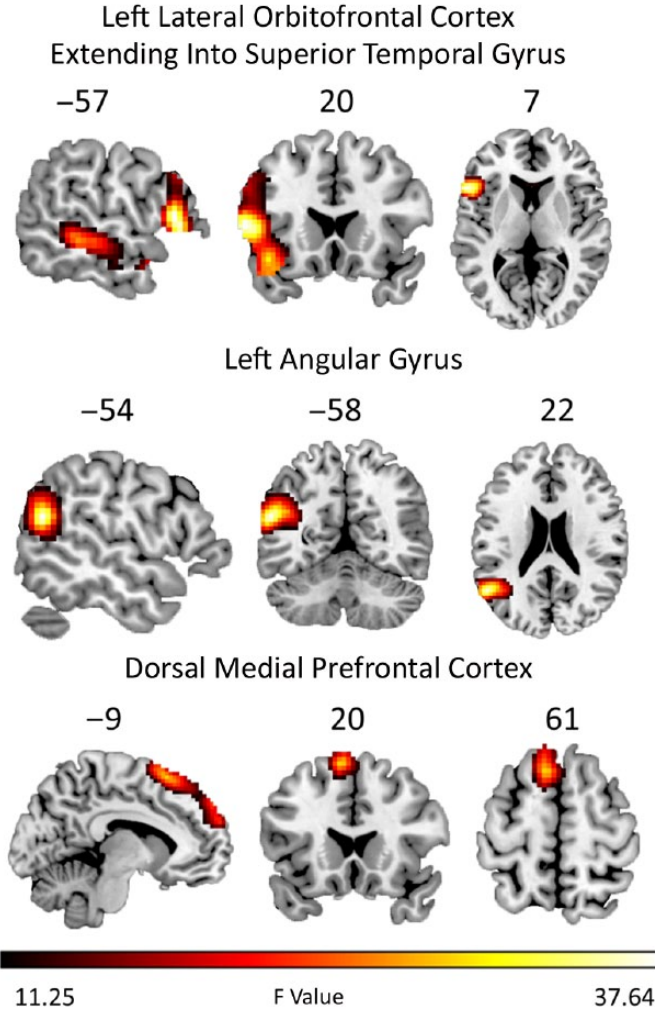 Left Lateral Orbitofrontal Cortex
Extending Into Superior Temporal Gyrus
−57 20 7
Left Angular Gyrus
−54 −58 22
Dorsal Medial Prefrontal Cortex
−9 20 61
11.25 F Value 37.64